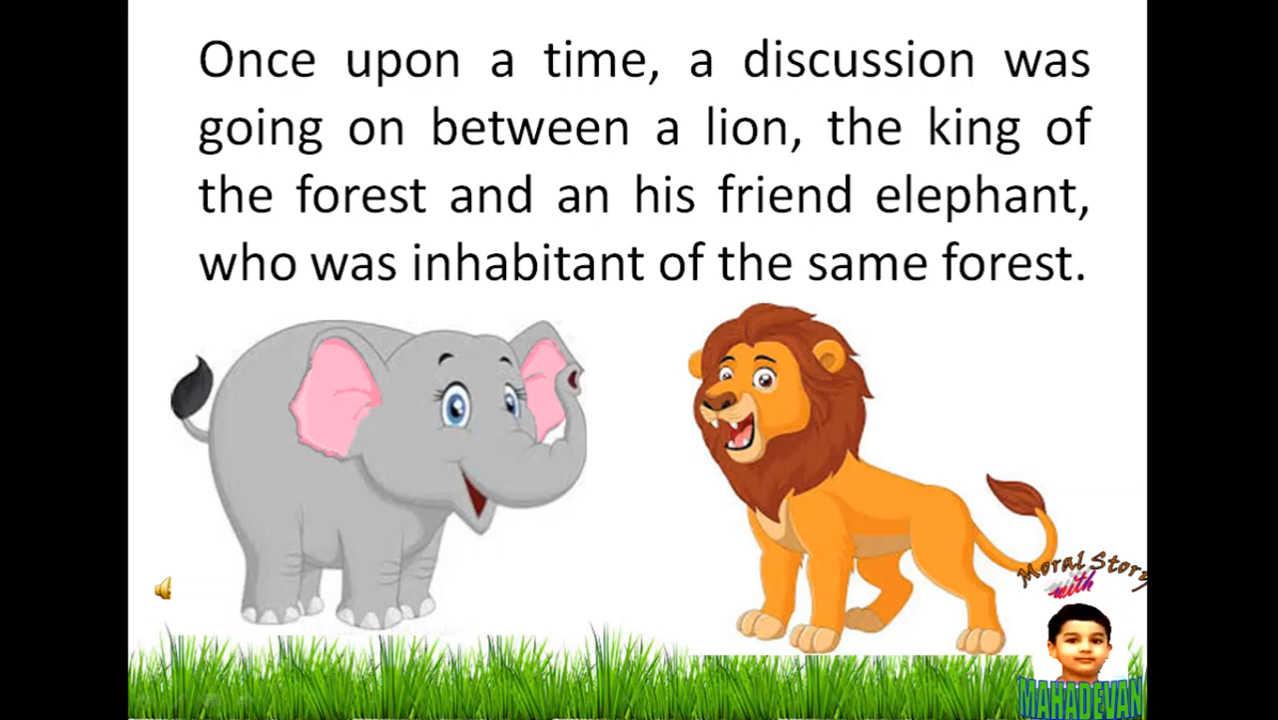 Once upon a time, a discussion was
going on between a lion, the king of
the forest and an his friend elephant,
who was inhabitant of the same forest.
Moral Story
with
MAHADEVAN